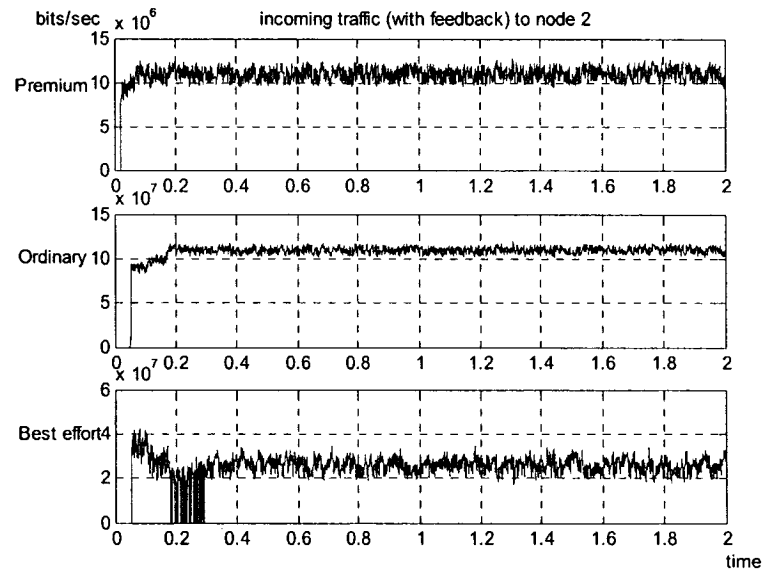 bits/sec x 10^6 incoming traffic (with feedback) to node 2
15
Premium 10
5
0
0 0.2 0.4 0.6 0.8 1 1.2 1.4 1.6 1.8 2
x 10^7
15
Ordinary 10
5
0
0 0.2 0.4 0.6 0.8 1 1.2 1.4 1.6 1.8 2
x 10^7
6
Best effort 4
2
0
0 0.2 0.4 0.6 0.8 1 1.2 1.4 1.6 1.8 2
time